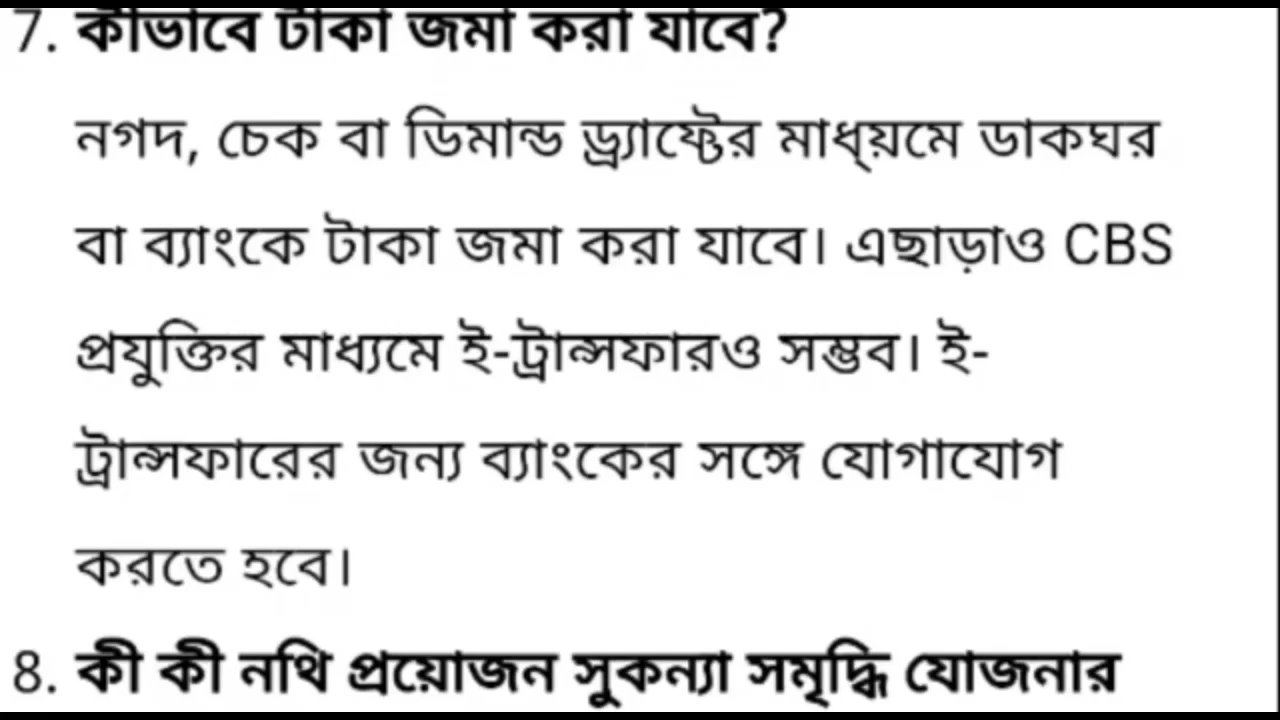 7. কীভাবে টাকা জমা করা যাবে?
নগদ, চেক বা ডিমান্ড ড্র্যাফ্টের মাধ্য়মে ডাকঘর
বা ব্যাংকে টাকা জমা করা যাবে। এছাড়াও CBS
প্রযুক্তির মাধ্যমে ই-ট্রান্সফারও সম্ভব। ই-
ট্রান্সফারের জন্য ব্যাংকের সঙ্গে যোগাযোগ
করতে হবে।
8. কী কী নথি প্রয়োজন সুকন্যা সমৃদ্ধি যোজনার